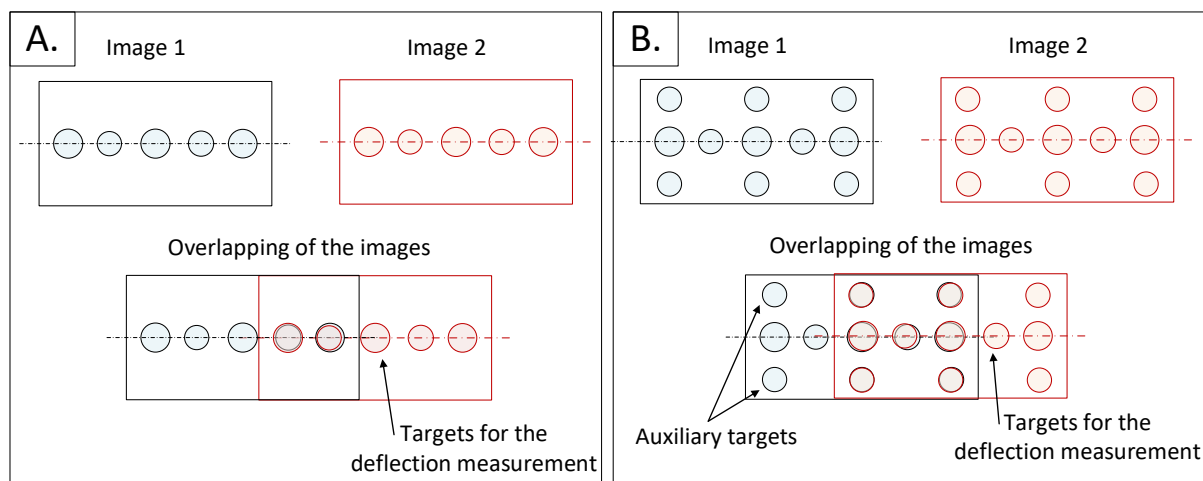 A.
Image 1
Image 2
Overlapping of the images
Targets for the
deflection measurement
B.
Image 1
Image 2
Overlapping of the images
Auxiliary targets
Targets for the
deflection measurement